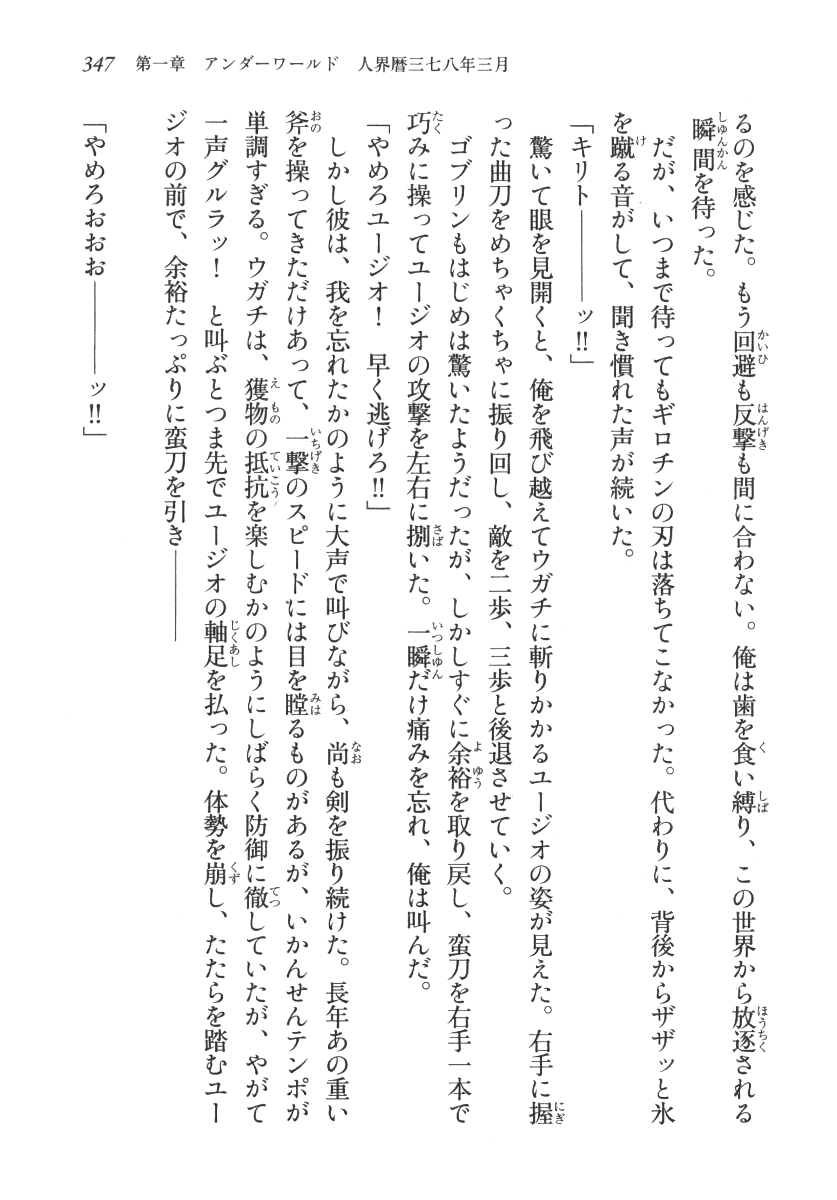 347 第一章 アンダーワールド 人界暦三七八年三月
るのを感じた。もう回避も反撃も間に合わない。俺は歯を食い縛り、この世界から放逐される
瞬間を待った。
だが、いつまで待ってもギロチンの刃は落ちてこなかった。代わりに、背後からザザッと氷
を蹴る音がして、聞き慣れた声が続いた。
「キリト――――ッ!!」
驚いて眼を見開くと、俺を飛び越えてウガチに斬りかかるユージオの姿が見えた。右手に握
った曲刀をめちゃくちゃに振り回し、敵を二歩、三歩と後退させていく。
ゴブリンもはじめは驚いたようだったが、しかしすぐに余裕を取り戻し、蛮刀を右手一本で
巧みに操ってユージオの攻撃を左右に捌いた。一瞬だけ痛みを忘れ、俺は叫んだ。
「やめろユージオ! 早く逃げろ!!」
しかし彼は、我を忘れたかのように大声で叫びながら、尚も剣を振り続けた。長年あの重い
斧を操ってきただけあって、一撃のスピードには目を瞠るものがあるが、いかんせんテンポが
単調すぎる。ウガチは、獲物の抵抗を楽しむかのようにしばらく防御に徹していたが、やがて
一声グルラッ! と叫ぶとつま先でユージオの軸足を払った。体勢を崩し、たたらを踏むユー
ジオの前で、余裕たっぷりに蛮刀を引き――――
「やめろおおお――――ッ!!」